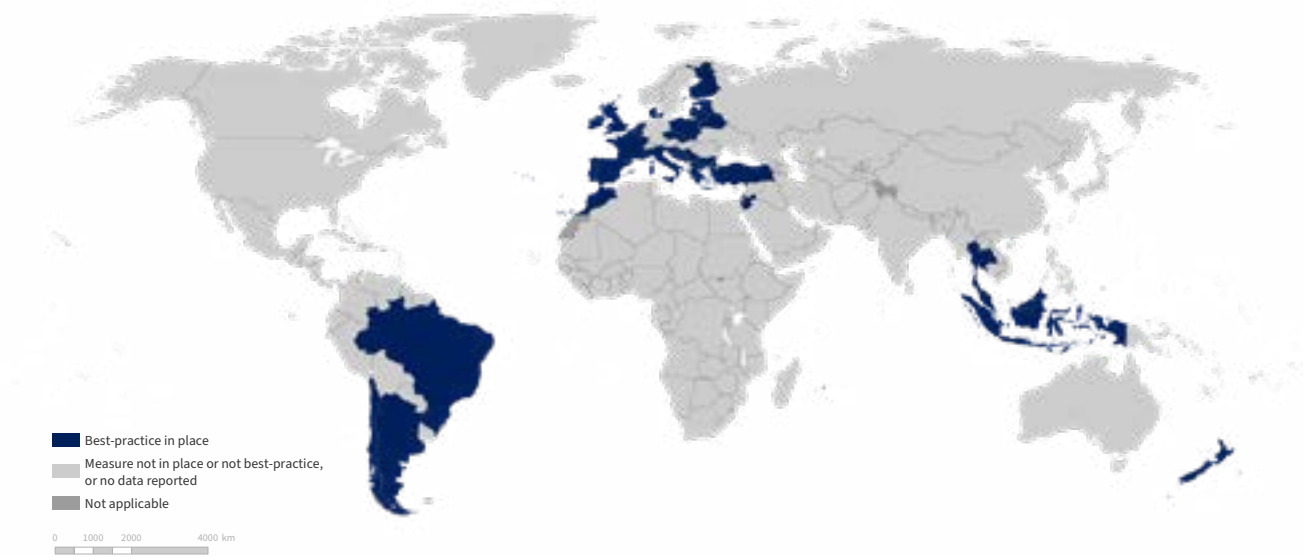 Best-practice in place
Measure not in place or not best-practice,
or no data reported
Not applicable
0 1000 2000 4000 km